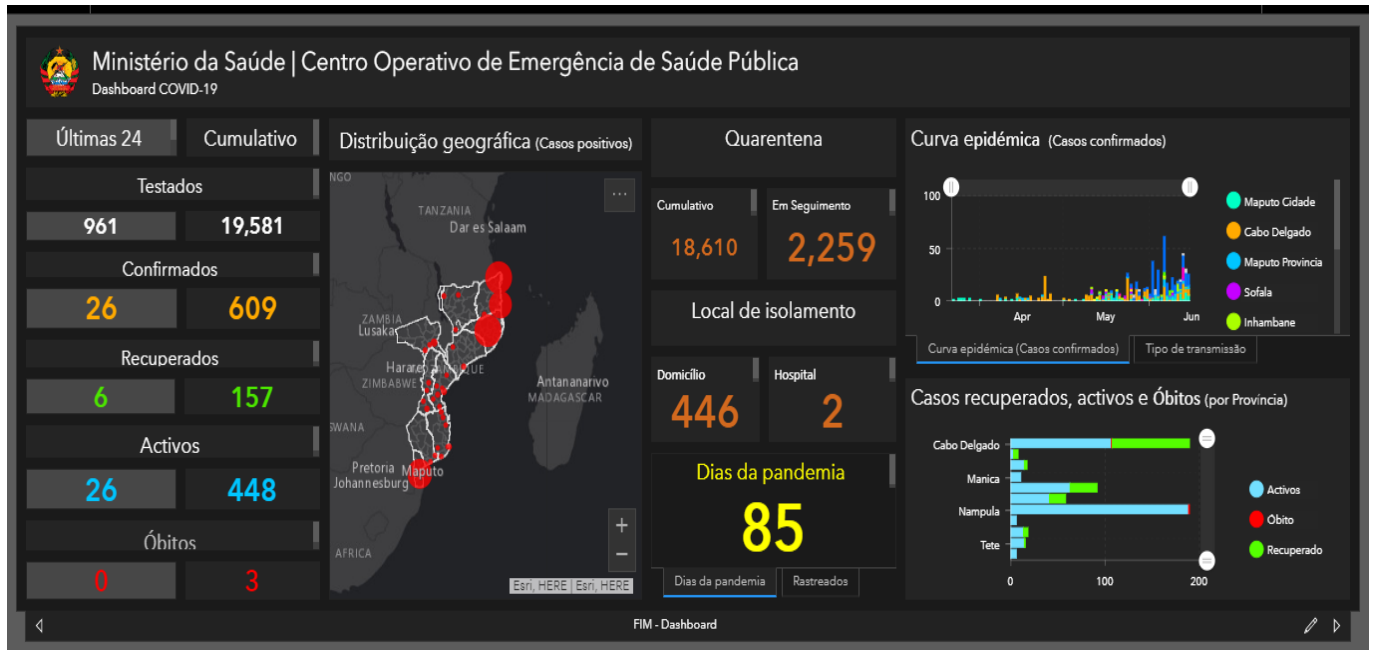 Ministério da Saúde | Centro Operativo de Emergência de Saúde Pública
Dashboard COVID-19
Últimas 24
Cumulativo
Testados
961
19,581
Confirmados
26
609
Recuperados
6
157
Activos
26
448
Óbitos
0
3
Distribuição geográfica (Casos positivos)
NGO
...
TANZANIA
Dar es Salaam
ZAMBIA
Lusaka
Harare
ZIMBABWE
Antananarivo
MADAGASCAR
SWANA
Pretoria
Maputo
Johannesburg
AFRICA
+
−
Esri, HERE | Esri, HERE
Quarentena
Cumulativo
18,610
Em Seguimento
2,259
Local de isolamento
Domicílio
446
Hospital
2
Dias da pandemia
85
Dias da pandemia
Rastreados
Curva epidémica (Casos confirmados)
100
50
0
Apr
May
Jun
Maputo Cidade
Cabo Delgado
Maputo Provincia
Sofala
Inhambane
Curva epidémica (Casos confirmados)
Tipo de transmissão
Casos recuperados, activos e Óbitos (por Província)
Cabo Delgado
Manica
Nampula
Tete
0
100
200
Activos
Óbito
Recuperado
FIM - Dashboard